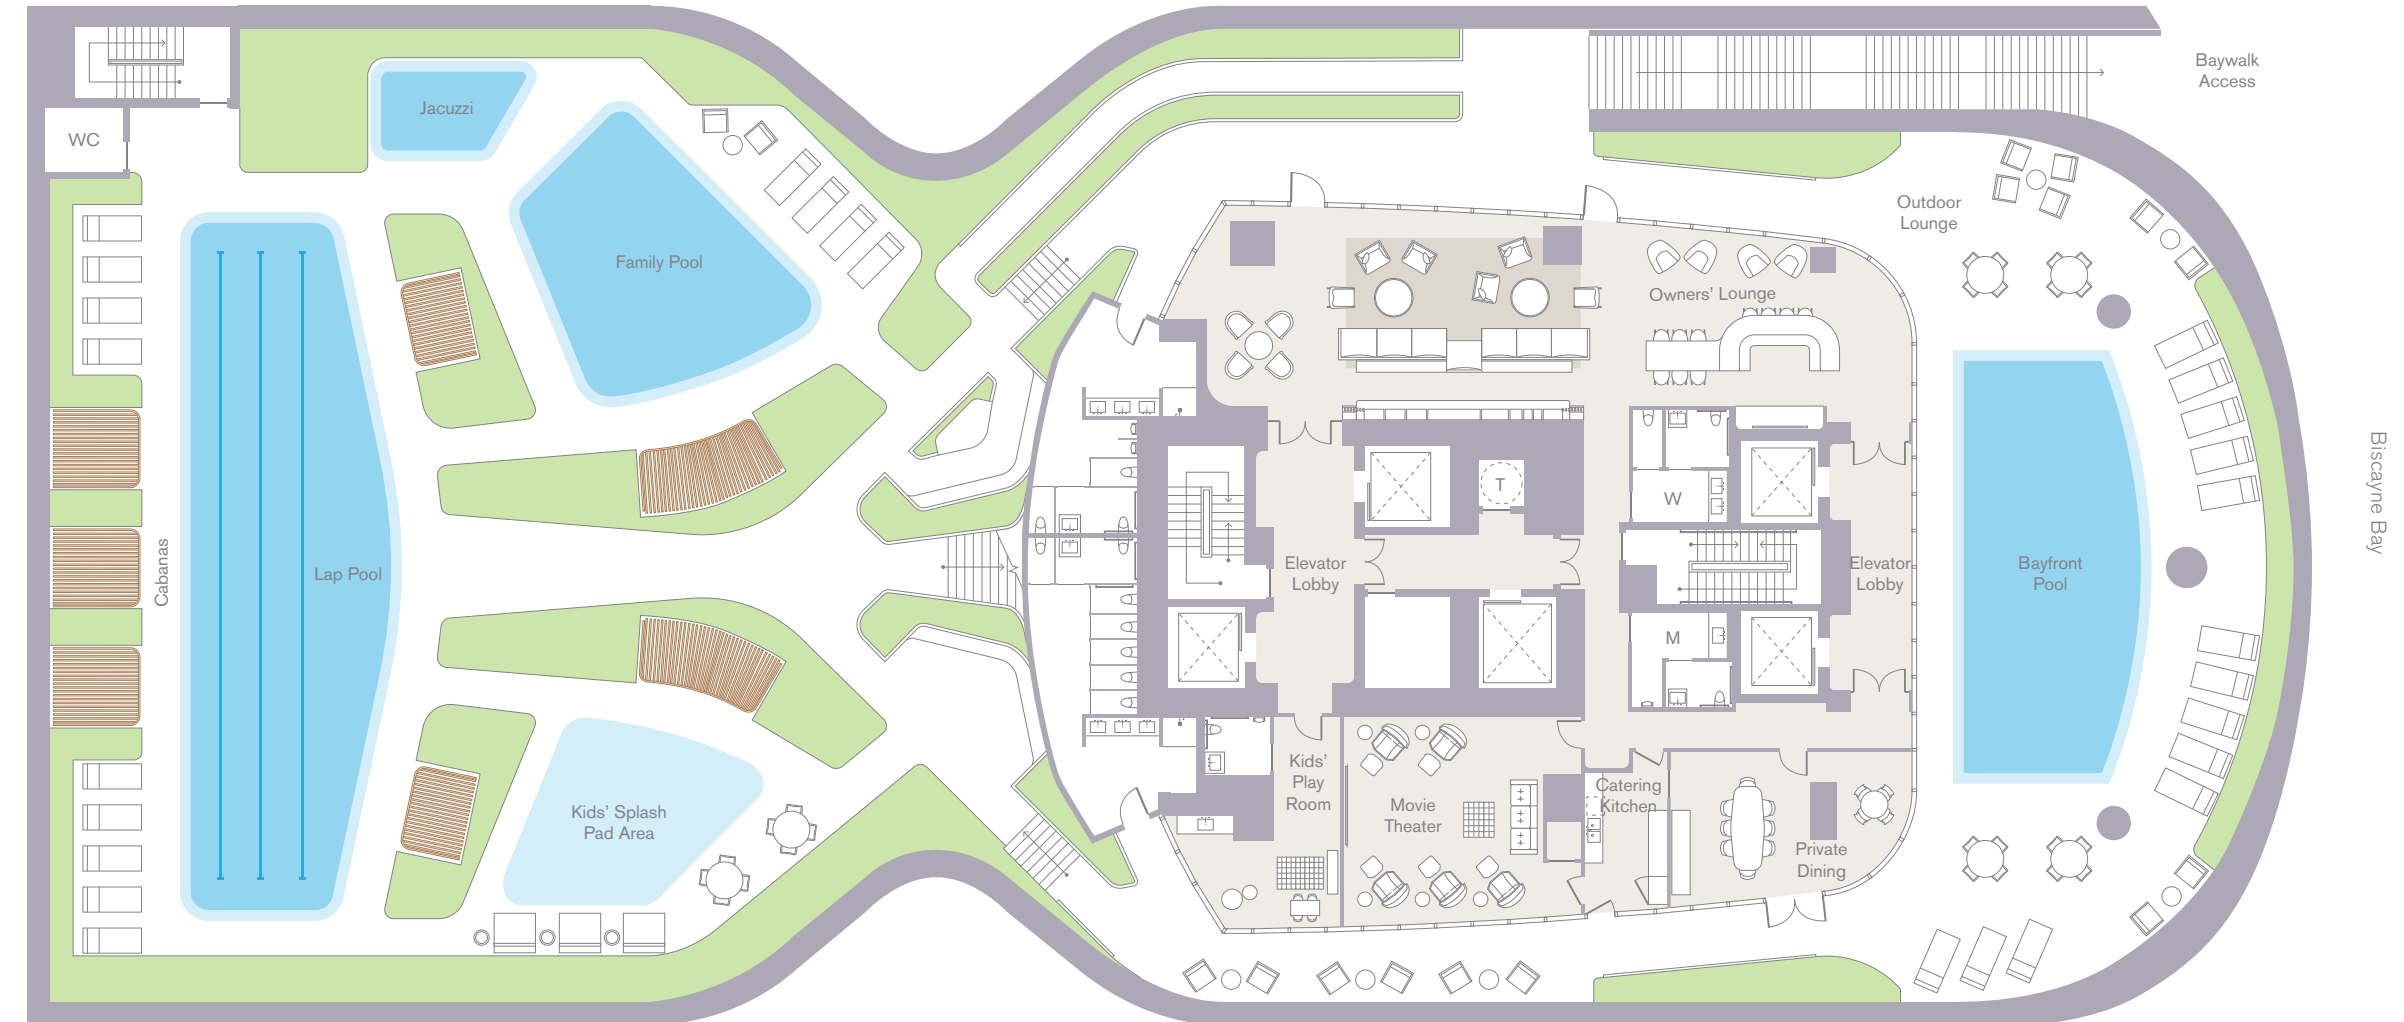 Baywalk
Access
Jacuzzi
WC
Outdoor
Lounge
Family Pool
Owners' Lounge
T
W
Biscayne Bay
Cabanas
Lap Pool
Elevator
Lobby
Elevator
Lobby
Bayfront
Pool
M
Kids'
Play
Room
Catering
Kitchen
Movie
Theater
Kids' Splash
Pad Area
Private
Dining